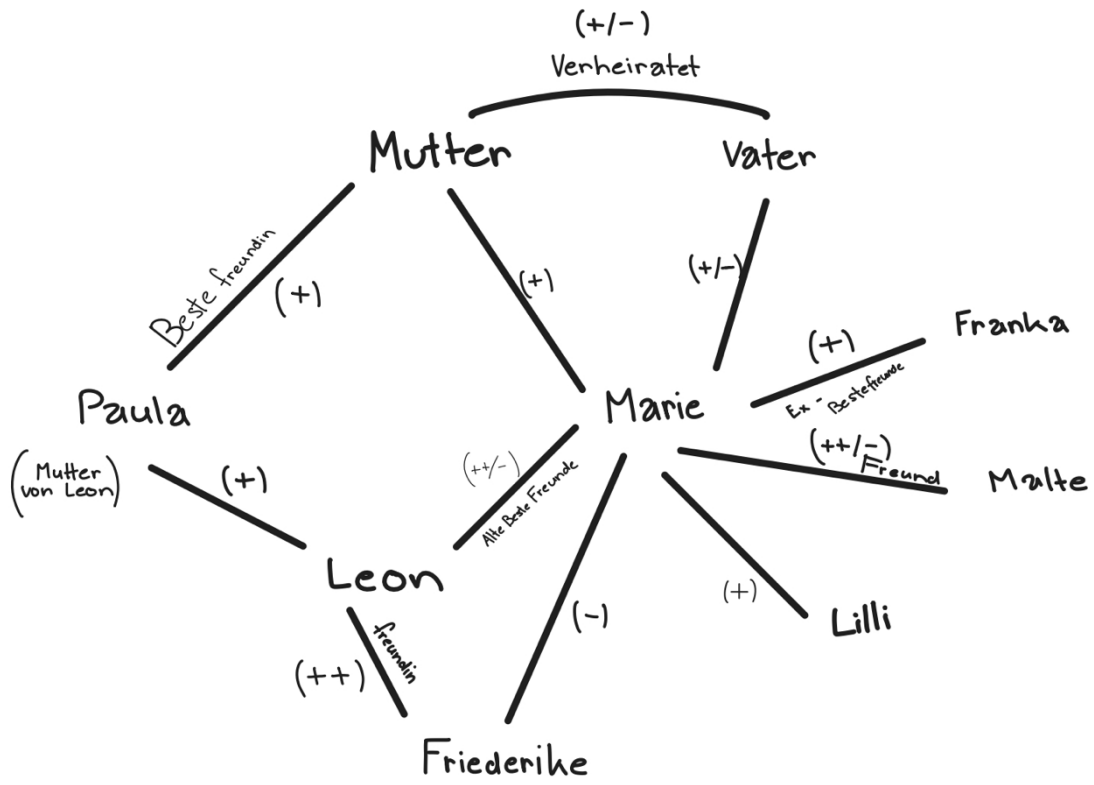 (+/-)
Verheiratet
Mutter
Vater
Beste freundin
(+)
(+)
(+/-)
Franka
(+)
Ex - Bestefreunde
Paula
(Mutter
von Leon)
Marie
(++/-)
Freund
Malte
(+)
(++/-)
Alte Beste Freunde
Leon
(+)
Lilli
(-)
freundin
(++)
Friederike